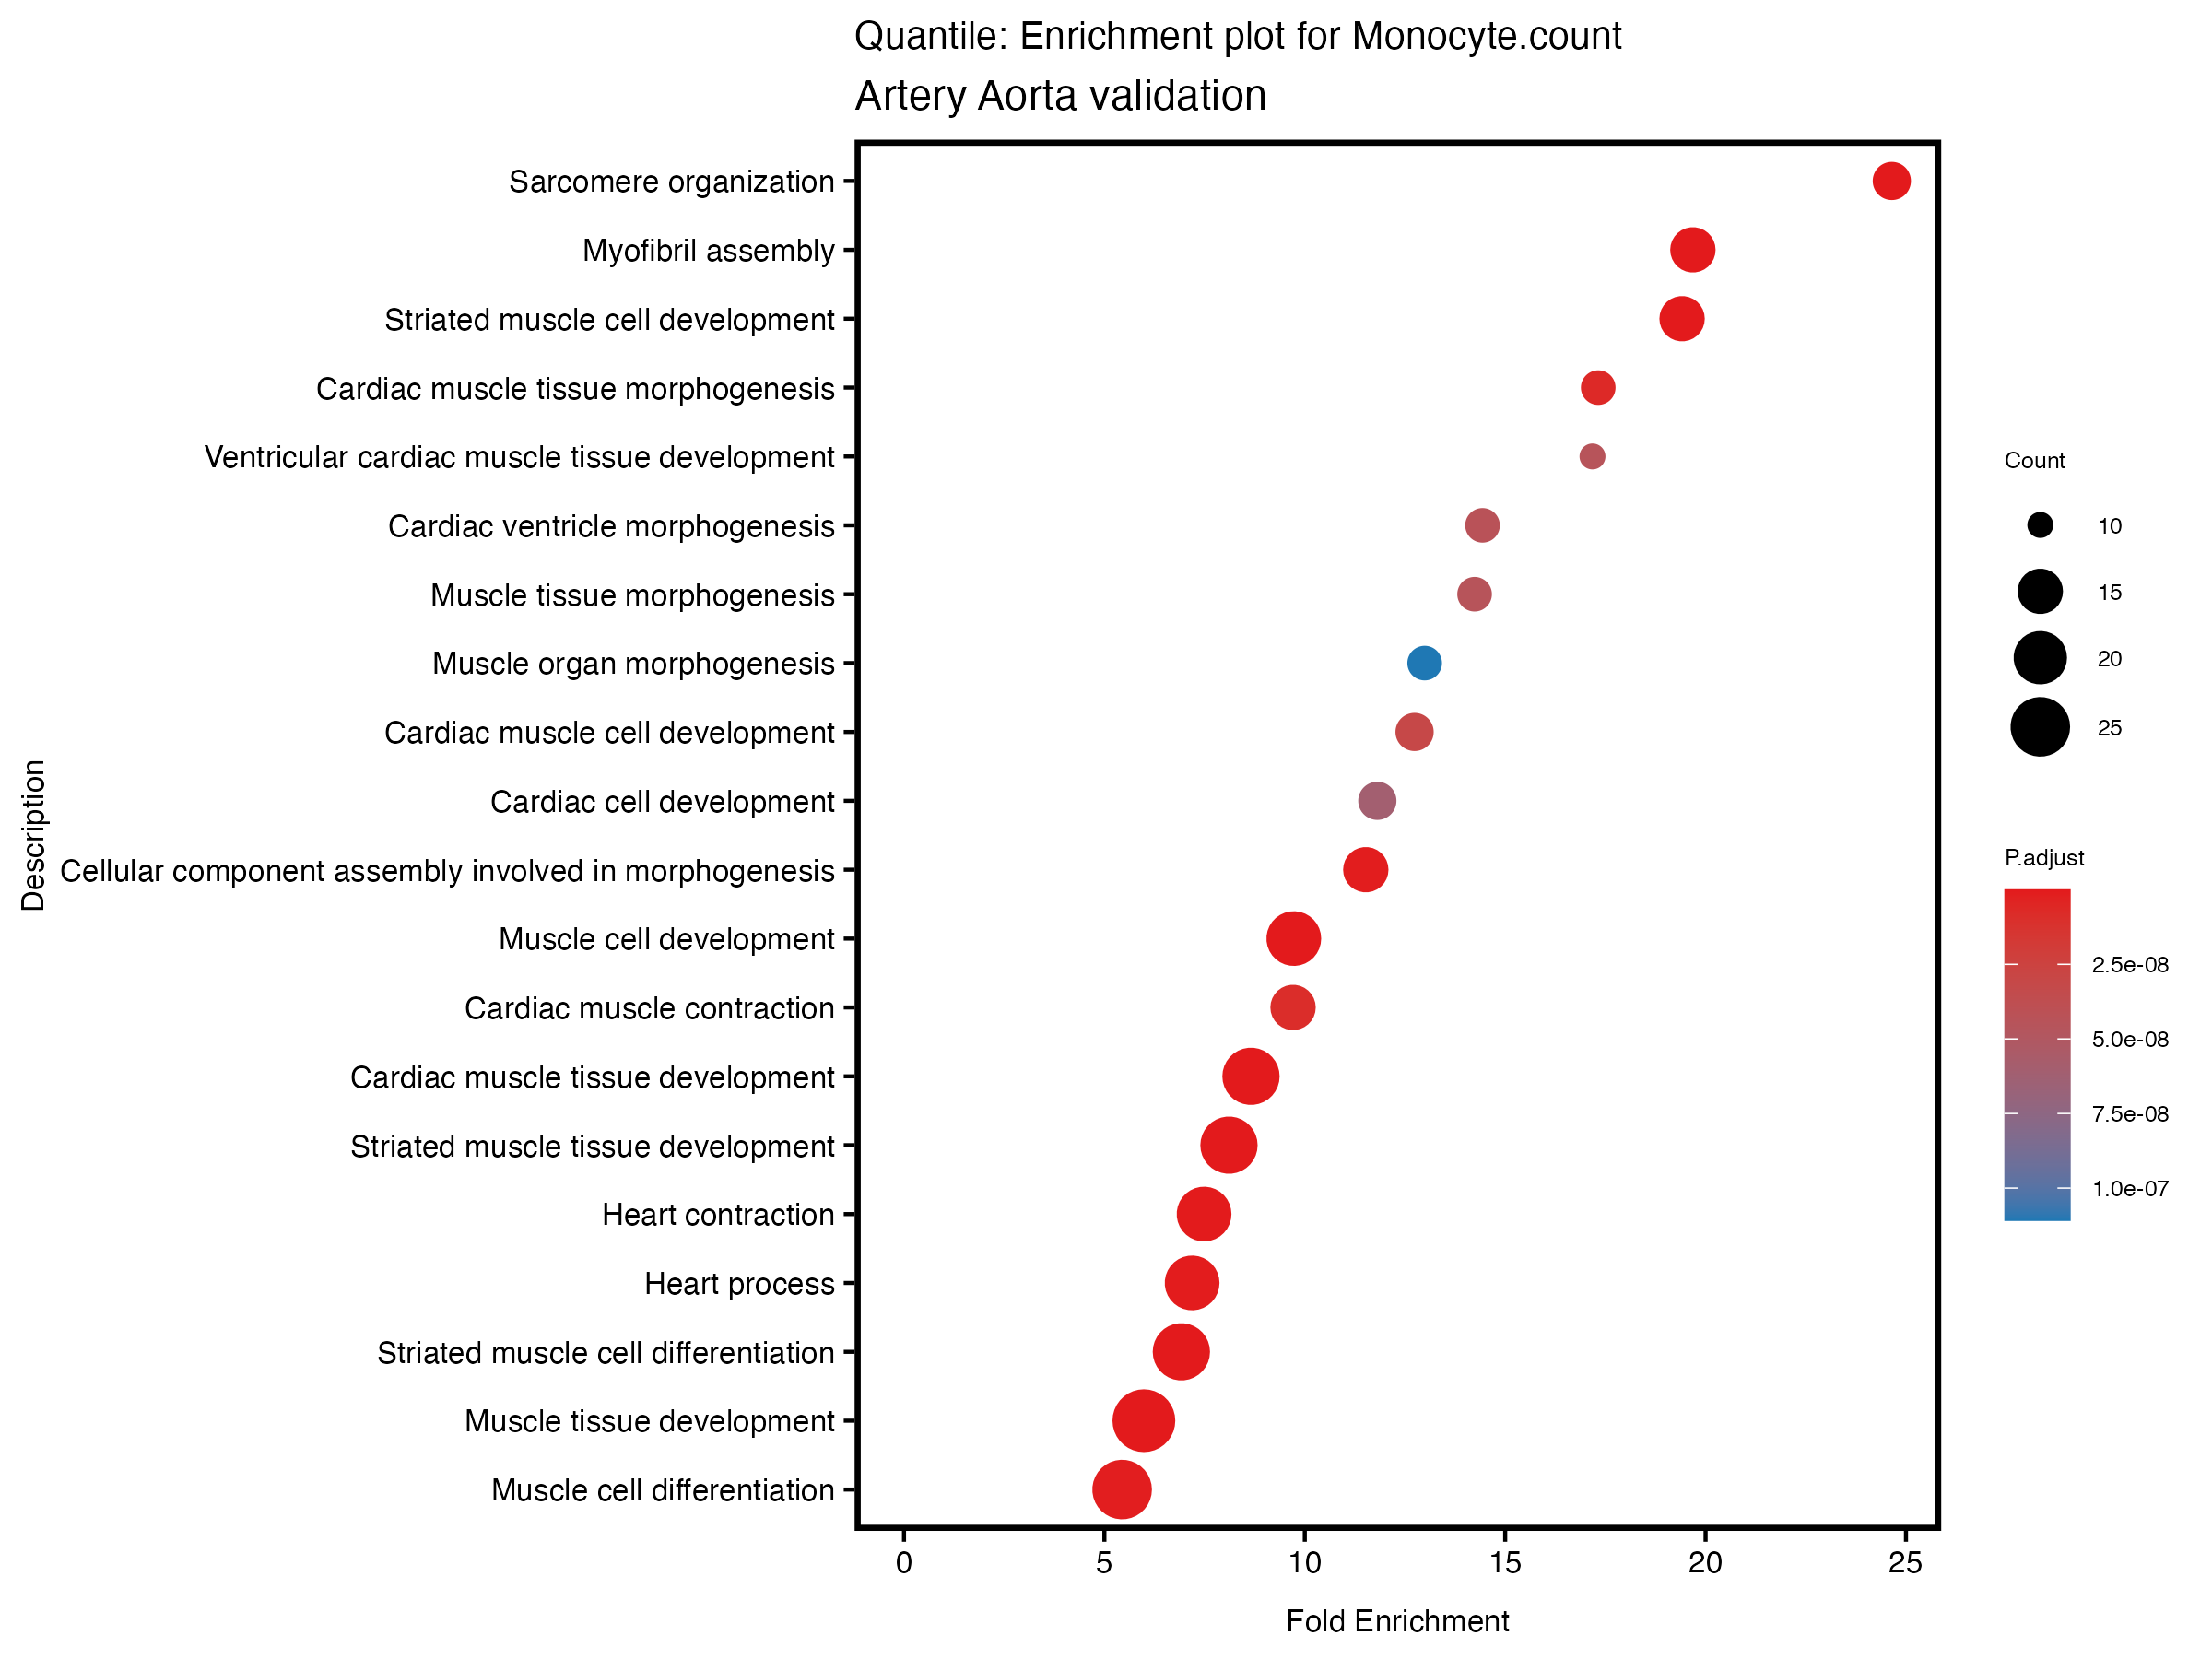 Quantile: Enrichment plot for Monocyte.count
Artery Aorta validation
Sarcomere organization
Myofibril assembly
Striated muscle cell development
Cardiac muscle tissue morphogenesis
Ventricular cardiac muscle tissue development
Cardiac ventricle morphogenesis
Muscle tissue morphogenesis
Muscle organ morphogenesis
Cardiac muscle cell development
Cardiac cell development
Cellular component assembly involved in morphogenesis
Muscle cell development
Cardiac muscle contraction
Cardiac muscle tissue development
Striated muscle tissue development
Heart contraction
Heart process
Striated muscle cell differentiation
Muscle tissue development
Muscle cell differentiation
Description
0 5 10 15 20 25
Fold Enrichment
Count
10
15
20
25
P.adjust
2.5e-08
5.0e-08
7.5e-08
1.0e-07